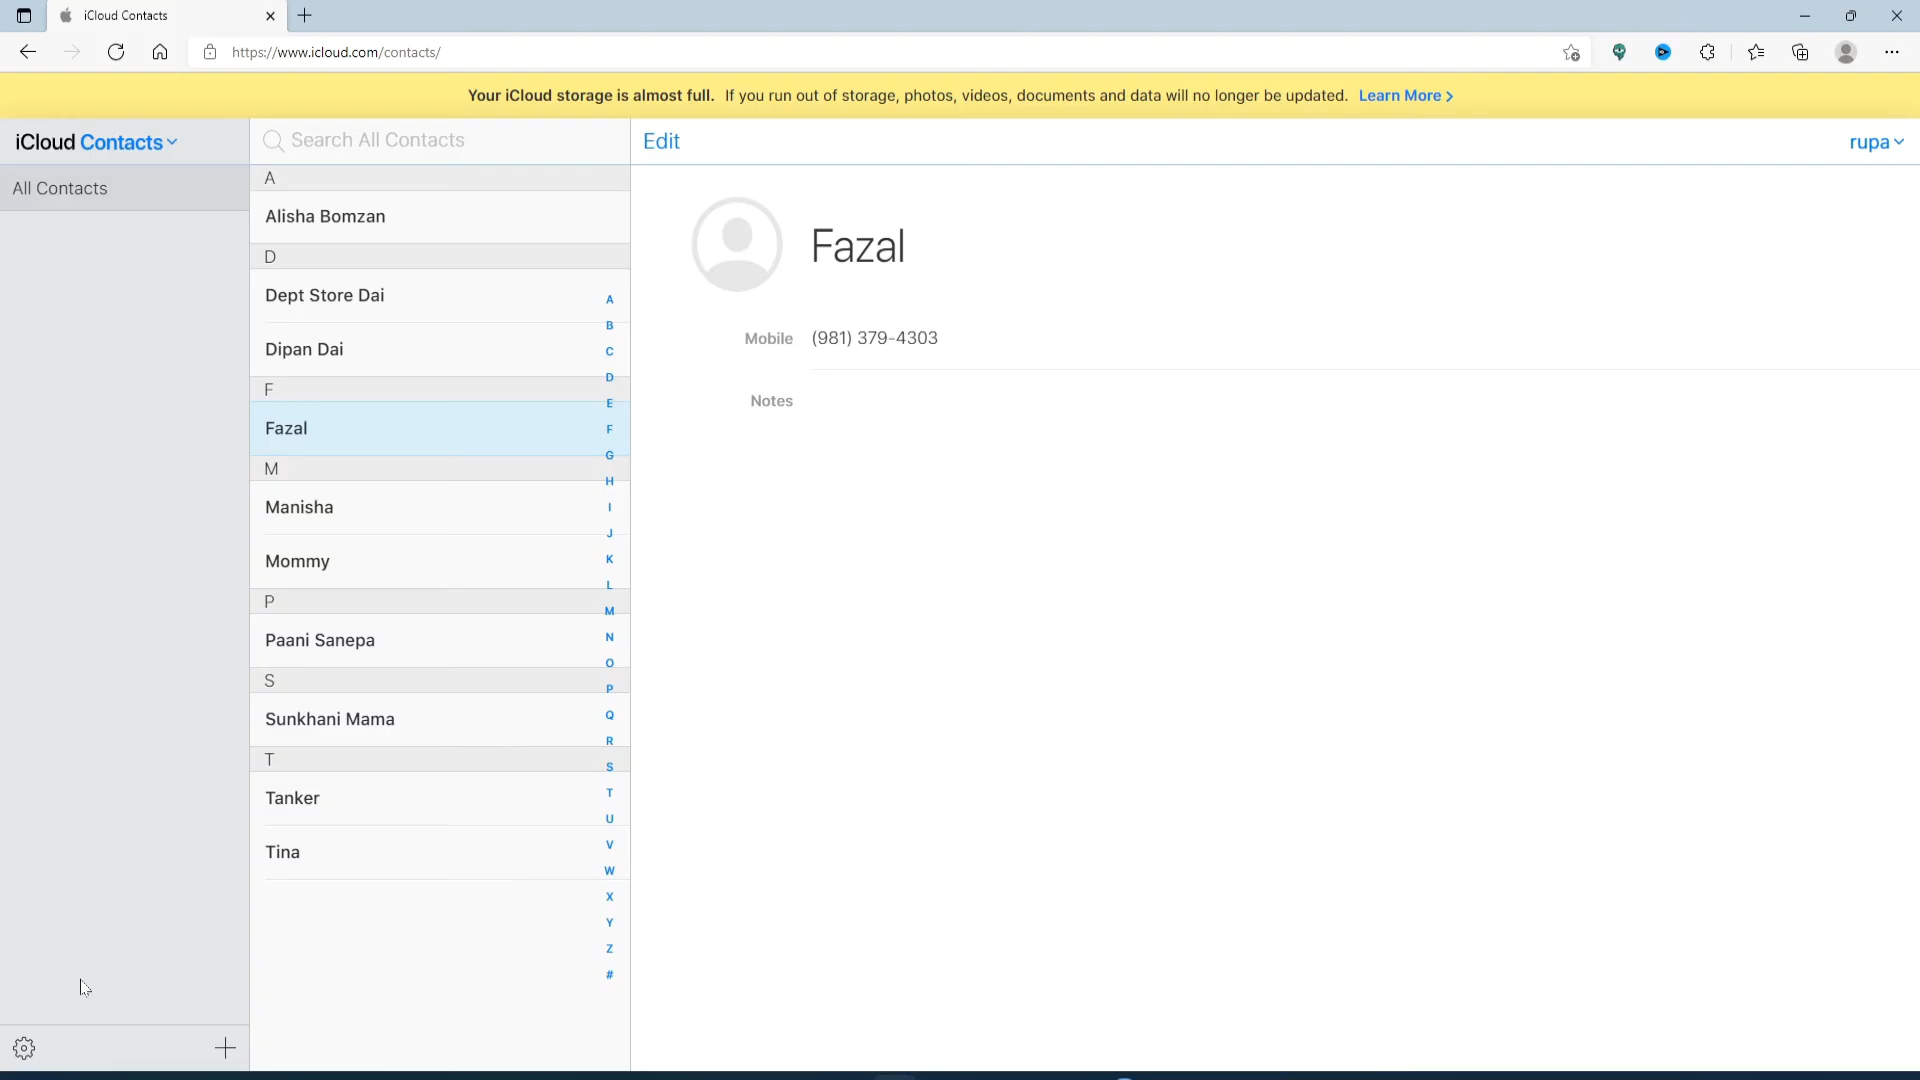 iCloud Contacts
https://www.icloud.com/contacts/
Your iCloud storage is almost full. If you run out of storage, photos, videos, documents and data will no longer be updated. Learn More >
iCloud Contacts
Search All Contacts
Edit
rupa
All Contacts
A
Alisha Bomzan
D
Dept Store Dai
Dipan Dai
F
Fazal
M
Manisha
Mommy
P
Paani Sanepa
S
Sunkhani Mama
T
Tanker
Tina
A
B
C
D
E
F
G
H
I
J
K
L
M
N
O
P
Q
R
S
T
U
V
W
X
Y
Z
#
Fazal
Mobile (981) 379-4303
Notes